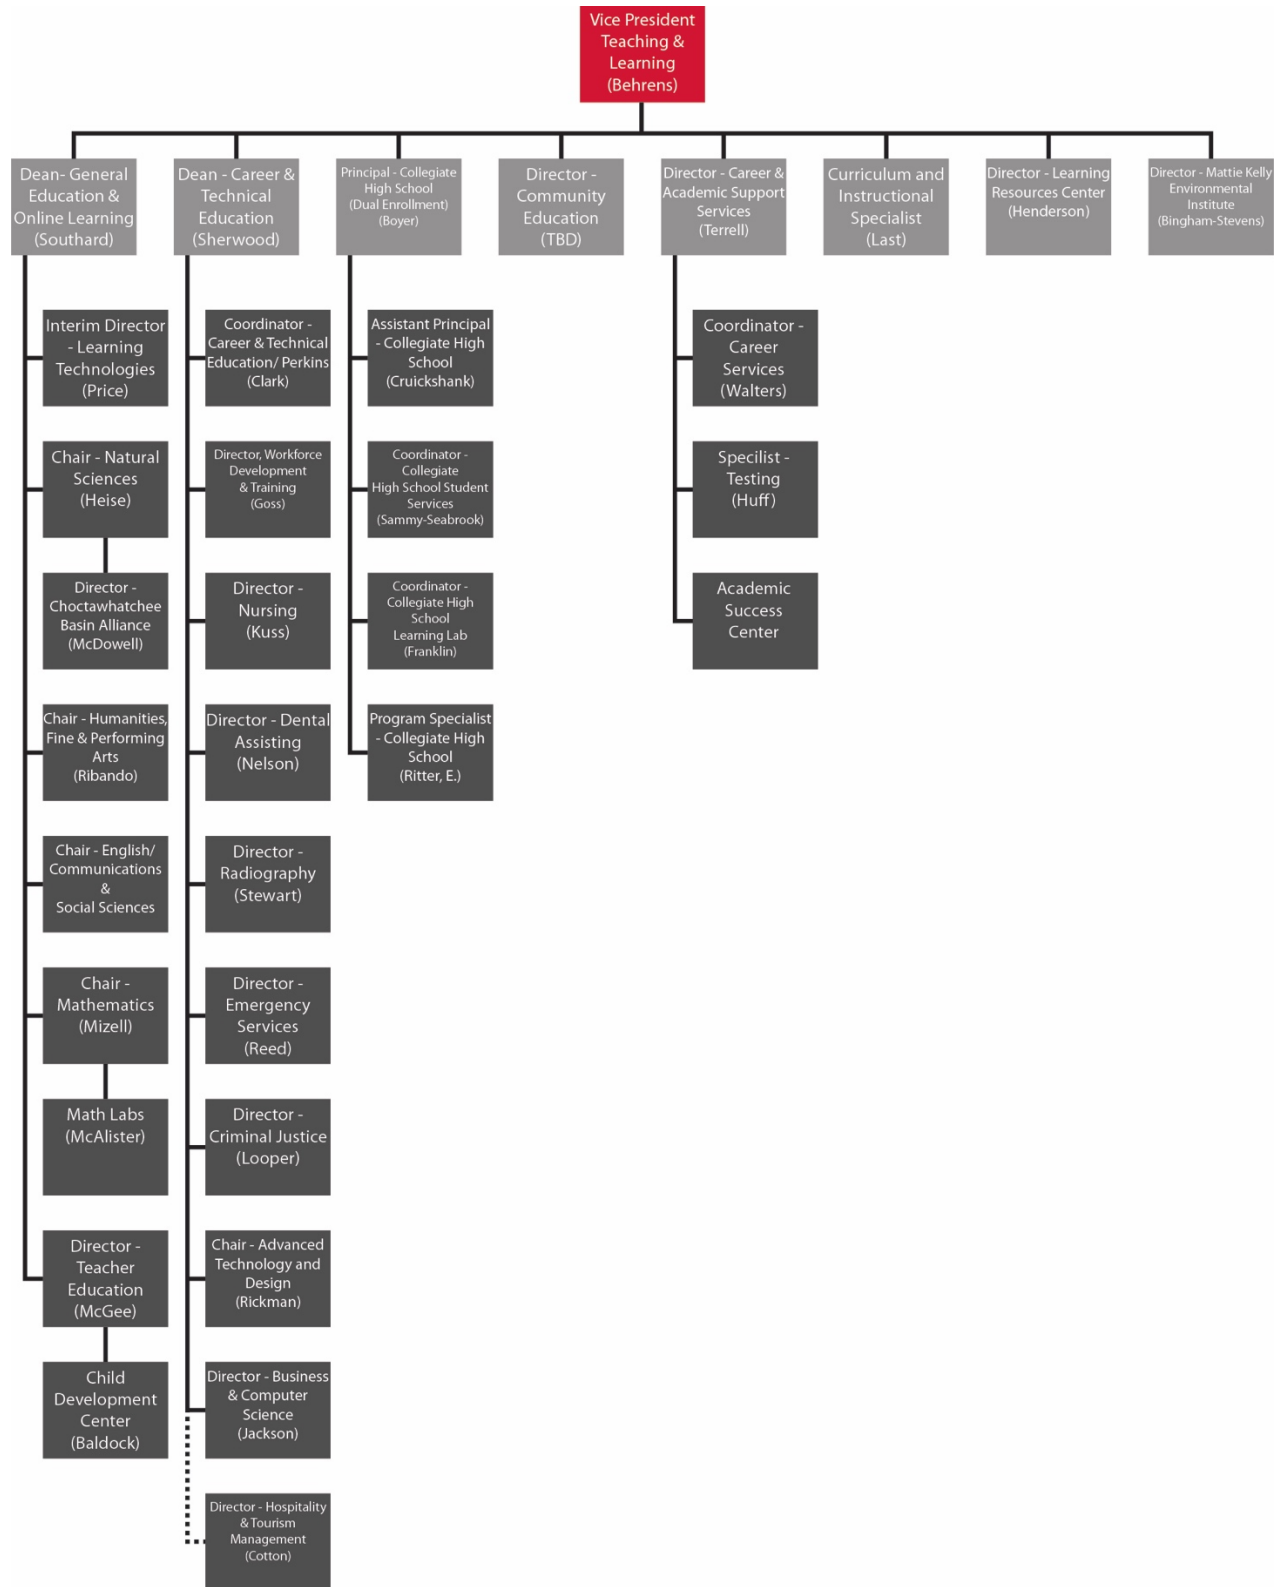 Vice President
Teaching &
Learning
(Behrens)
Dean- General
Education &
Online Learning
(Southard)
Dean - Career &
Technical
Education
(Sherwood)
Principal - Collegiate
High School
(Dual Enrollment)
(Boyer)
Director -
Community
Education
(TBD)
Director - Career &
Academic Support
Services
(Terrell)
Curriculum and
Instructional
Specialist
(Last)
Director - Learning
Resources Center
(Henderson)
Director - Mattie Kelly
Environmental
Institute
(Bingham-Stevens)
Interim Director
- Learning
Technologies
(Price)
Chair - Natural
Sciences
(Heise)
Director -
Choctawhatchee
Basin Alliance
(McDowell)
Chair - Humanities,
Fine & Performing
Arts
(Ribando)
Chair - English/
Communications
&
Social Sciences
Chair -
Mathematics
(Mizell)
Math Labs
(McAlister)
Director -
Teacher
Education
(McGee)
Child
Development
Center
(Baldock)
Coordinator -
Career & Technical
Education/ Perkins
(Clark)
Director, Workforce
Development
& Training
(Goss)
Director -
Nursing
(Kuss)
Director - Dental
Assisting
(Nelson)
Director -
Radiography
(Stewart)
Director -
Emergency
Services
(Reed)
Director -
Criminal Justice
(Looper)
Chair - Advanced
Technology and
Design
(Rickman)
Director - Business
& Computer
Science
(Jackson)
Director - Hospitality
& Tourism
Management
(Cotton)
Assistant Principal
- Collegiate High
School
(Cruickshank)
Coordinator -
Collegiate
High School Student
Services
(Sammy-Seabrook)
Coordinator -
Collegiate High
School
Learning Lab
(Franklin)
Program Specialist
- Collegiate High
School
(Ritter, E.)
Coordinator -
Career
Services
(Walters)
Specilist -
Testing
(Huff)
Academic
Success
Center